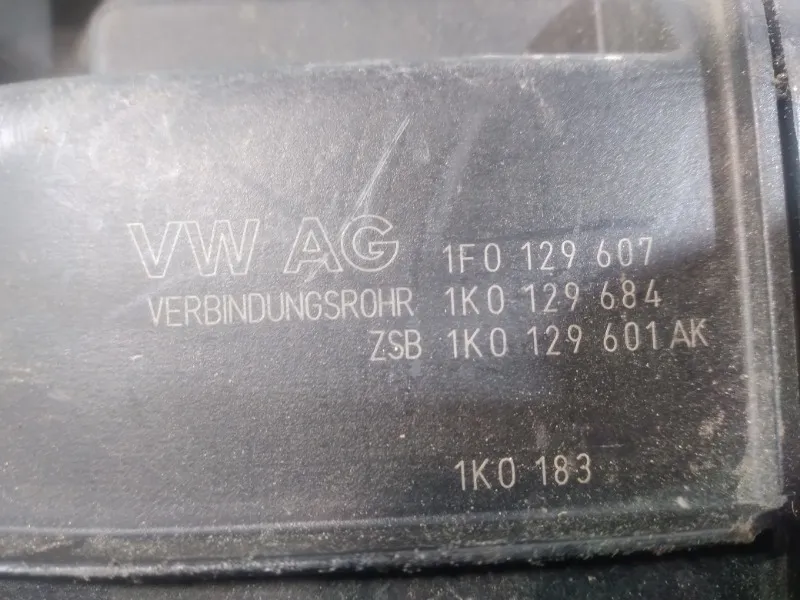 VW AG 1F0 129 607
VERBINDUNGSROHR 1K0 129 684
ZSB 1K0 129 601 AK
1K0 183